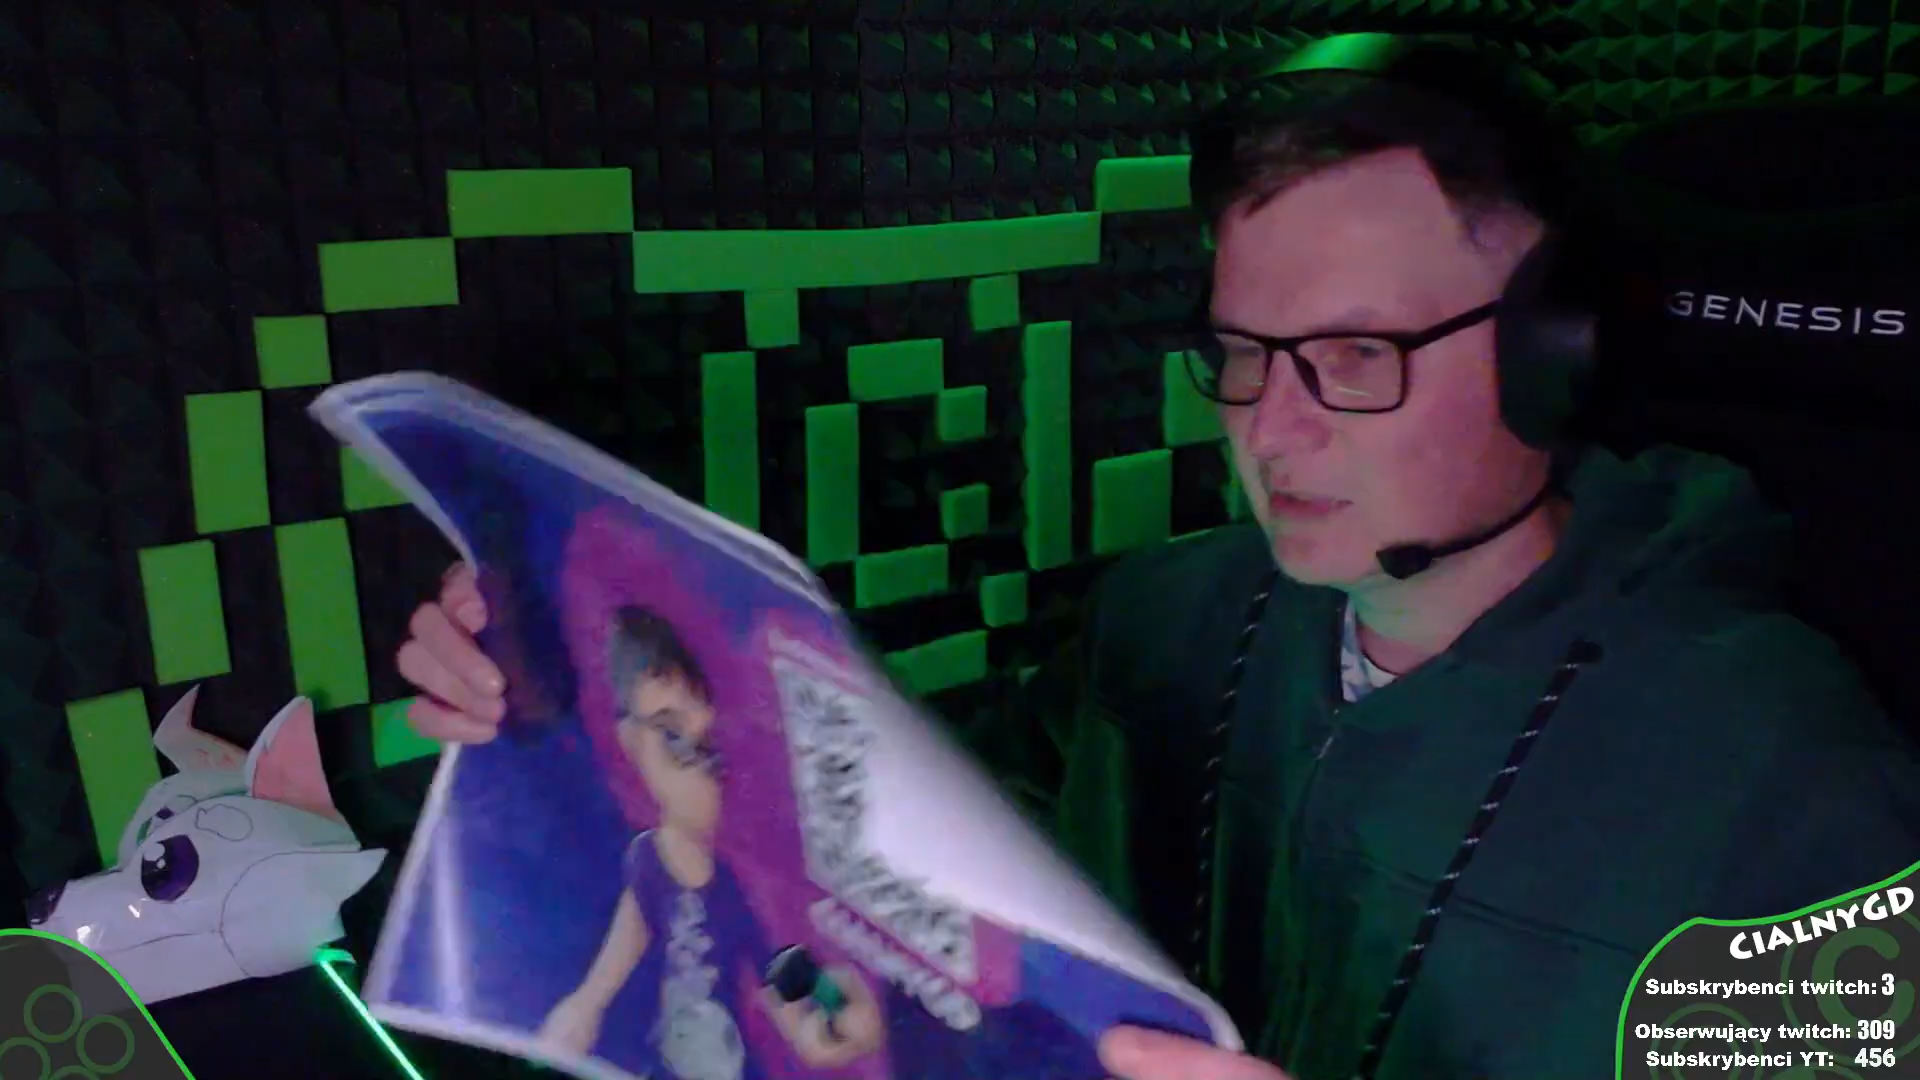 GENESIS
CIALNYGD
Subskrybenci twitch: 3
Obserwujący twitch: 309
Subskrybenci YT: 456